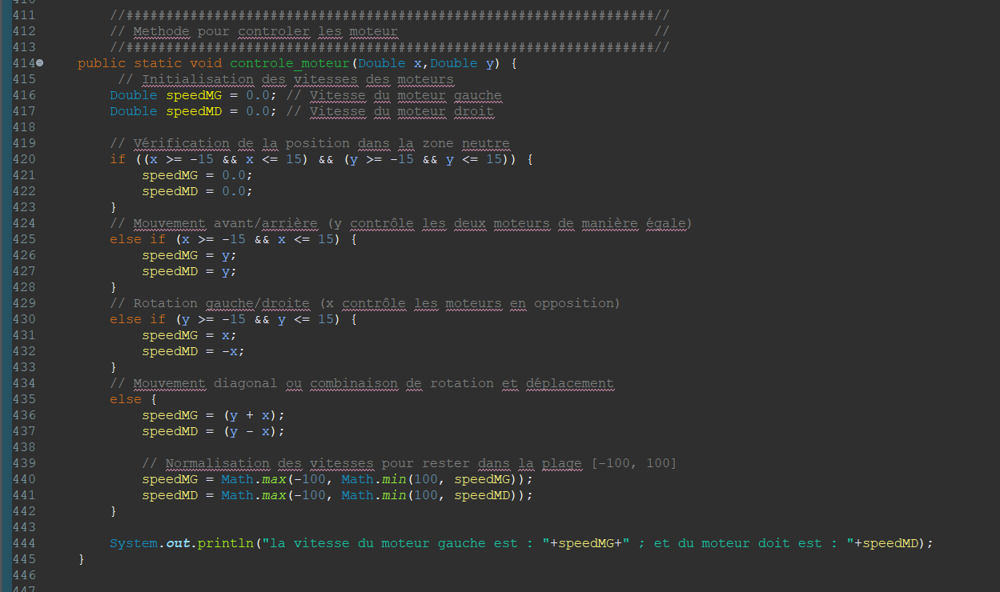 411 //##################################################################//
412 // Methode pour controler les moteur //
413 //##################################################################//
414 public static void controle_moteur(Double x,Double y) {
415 // Initialisation des vitesses des moteurs
416 Double speedMG = 0.0; // Vitesse du moteur gauche
417 Double speedMD = 0.0; // Vitesse du moteur droit
418
419 // Vérification de la position dans la zone neutre
420 if ((x >= -15 && x <= 15) && (y >= -15 && y <= 15)) {
421 speedMG = 0.0;
422 speedMD = 0.0;
423 }
424 // Mouvement avant/arrière (y contrôle les deux moteurs de manière égale)
425 else if (x >= -15 && x <= 15) {
426 speedMG = y;
427 speedMD = y;
428 }
429 // Rotation gauche/droite (x contrôle les moteurs en opposition)
430 else if (y >= -15 && y <= 15) {
431 speedMG = x;
432 speedMD = -x;
433 }
434 // Mouvement diagonal ou combinaison de rotation et déplacement
435 else {
436 speedMG = (y + x);
437 speedMD = (y - x);
438
439 // Normalisation des vitesses pour rester dans la plage [-100, 100]
440 speedMG = Math.max(-100, Math.min(100, speedMG));
441 speedMD = Math.max(-100, Math.min(100, speedMD));
442 }
443
444 System.out.println("la vitesse du moteur gauche est : "+speedMG+" ; et du moteur doit est : "+speedMD);
445 }
446